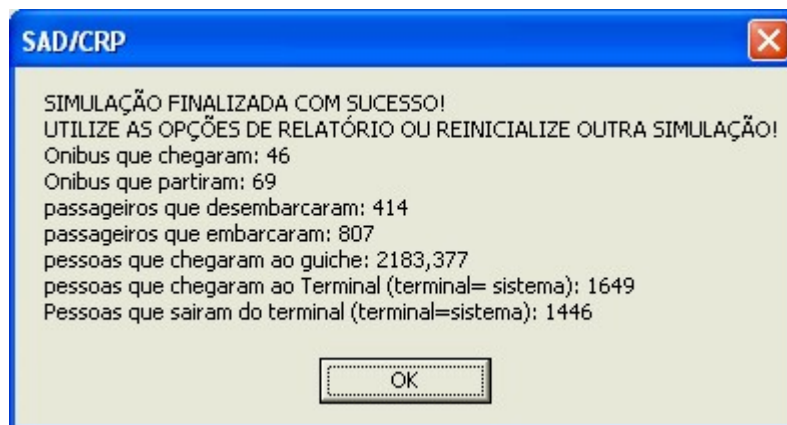 SAD/CRP
SIMULAÇÃO FINALIZADA COM SUCESSO!
UTILIZE AS OPÇÕES DE RELATÓRIO OU REINICIALIZE OUTRA SIMULAÇÃO!
Onibus que chegaram: 46
Onibus que partiram: 69
passageiros que desembarcaram: 414
passageiros que embarcaram: 807
pessoas que chegaram ao guiche: 2183,377
pessoas que chegaram ao Terminal (terminal= sistema): 1649
Pessoas que sairam do terminal (terminal=sistema): 1446
OK